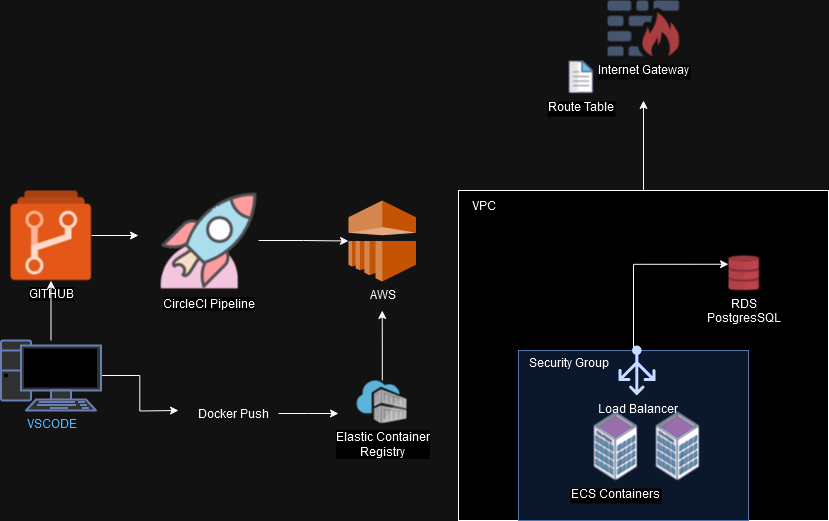 Internet Gateway
Route Table
VPC
GITHUB
CircleCI Pipeline
AWS
RDS
PostgresSQL
Security Group
VSCODE
Docker Push
Elastic Container
Registry
Load Balancer
ECS Containers